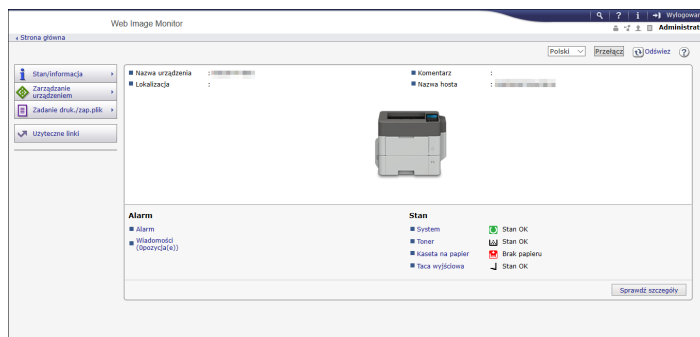 Web Image Monitor
? i Wylogowar
Administrat
Strona główna
Polski Przełącz Odśwież ?
Stan/informacja
Zarządzanie
urządzeniem
Zadanie druk./zap.plik
Użyteczne linki
Nazwa urządzenia :
Lokalizacja :
Komentarz :
Nazwa hosta :
Alarm
Alarm
Wiadomości
(0pozycja(e))
Stan
System Stan OK
Toner Stan OK
Kaseta na papier Brak papieru
Taca wyjściowa Stan OK
Sprawdź szczegóły